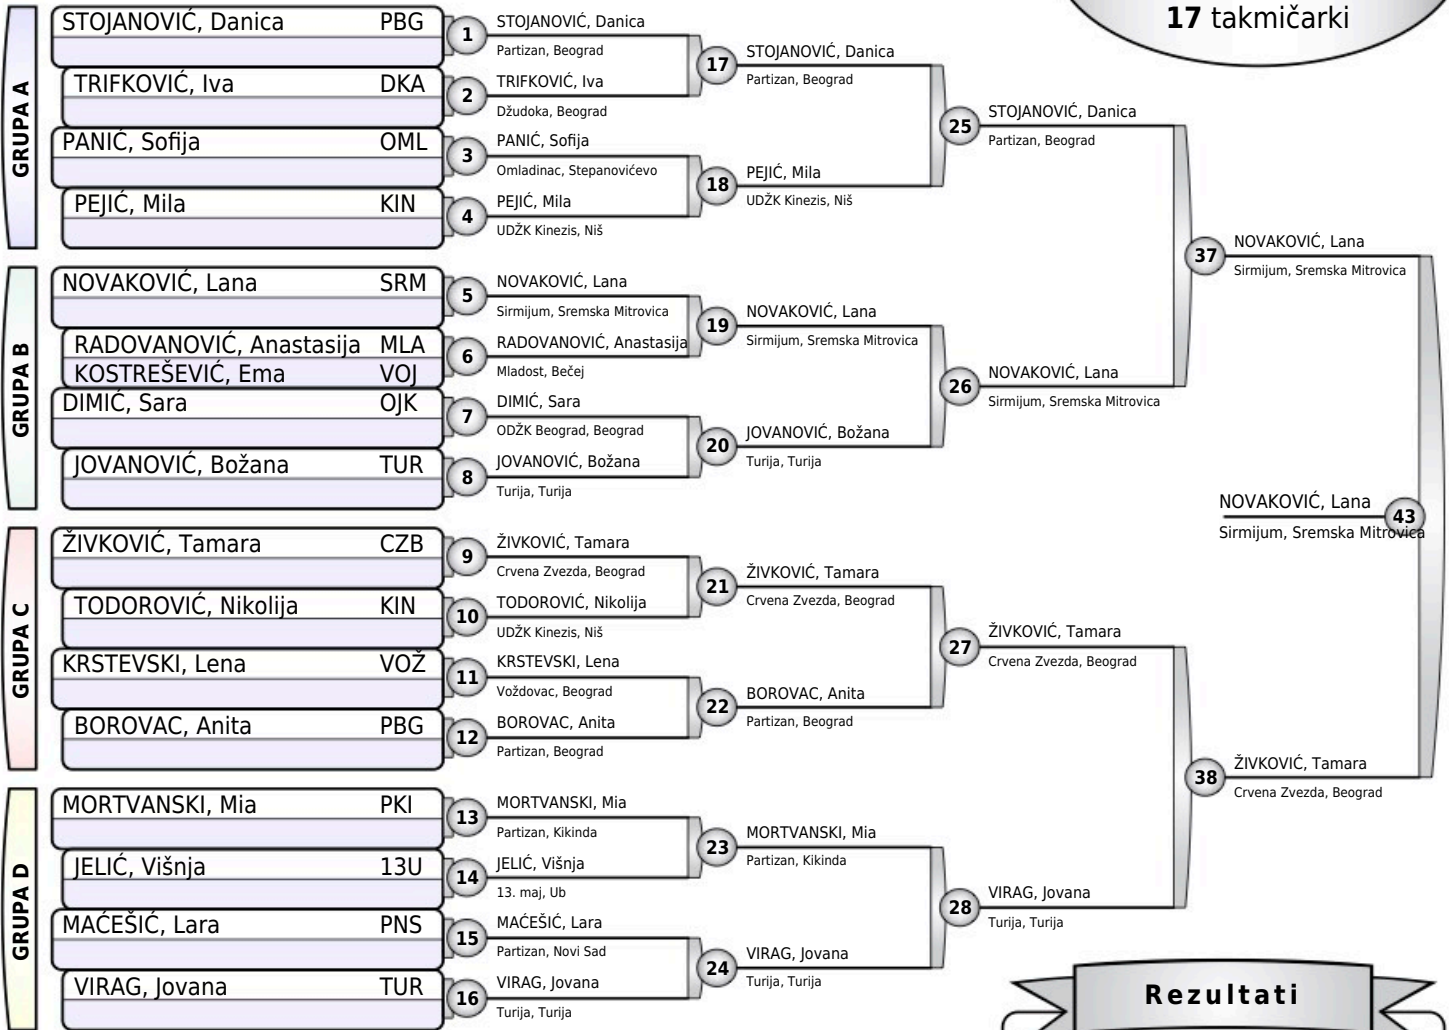 17 takmičarki
GRUPA A
STOJANOVIĆ, Danica PBG
TRIFKOVIĆ, Iva DKA
PANIĆ, Sofija OML
PEJIĆ, Mila KIN
GRUPA B
NOVAKOVIĆ, Lana SRM
RADOVANOVIĆ, Anastasija MLA
KOSTREŠEVIĆ, Ema VOJ
DIMIĆ, Sara OJK
JOVANOVIĆ, Božana TUR
GRUPA C
ŽIVKOVIĆ, Tamara CZB
TODOROVIĆ, Nikolija KIN
KRSTEVSKI, Lena VOŽ
BOROVAC, Anita PBG
GRUPA D
MORTVANSKI, Mia PKI
JELIĆ, Višnja 13U
MAĆEŠIĆ, Lara PNS
VIRAG, Jovana TUR
1 STOJANOVIĆ, Danica
Partizan, Beograd
2 TRIFKOVIĆ, Iva
Džudoka, Beograd
3 PANIĆ, Sofija
Omladinac, Stepanovićevo
4 PEJIĆ, Mila
UDŽK Kinezis, Niš
5 NOVAKOVIĆ, Lana
Sirmijum, Sremska Mitrovica
6 RADOVANOVIĆ, Anastasija
Mladost, Bečej
7 DIMIĆ, Sara
ODŽK Beograd, Beograd
8 JOVANOVIĆ, Božana
Turija, Turija
9 ŽIVKOVIĆ, Tamara
Crvena Zvezda, Beograd
10 TODOROVIĆ, Nikolija
UDŽK Kinezis, Niš
11 KRSTEVSKI, Lena
Voždovac, Beograd
12 BOROVAC, Anita
Partizan, Beograd
13 MORTVANSKI, Mia
Partizan, Kikinda
14 JELIĆ, Višnja
13. maj, Ub
15 MAĆEŠIĆ, Lara
Partizan, Novi Sad
16 VIRAG, Jovana
Turija, Turija
17 STOJANOVIĆ, Danica
Partizan, Beograd
18 PEJIĆ, Mila
UDŽK Kinezis, Niš
19 NOVAKOVIĆ, Lana
Sirmijum, Sremska Mitrovica
20 JOVANOVIĆ, Božana
Turija, Turija
21 ŽIVKOVIĆ, Tamara
Crvena Zvezda, Beograd
22 BOROVAC, Anita
Partizan, Beograd
23 MORTVANSKI, Mia
Partizan, Kikinda
24 VIRAG, Jovana
Turija, Turija
25 STOJANOVIĆ, Danica
Partizan, Beograd
26 NOVAKOVIĆ, Lana
Sirmijum, Sremska Mitrovica
27 ŽIVKOVIĆ, Tamara
Crvena Zvezda, Beograd
28 VIRAG, Jovana
Turija, Turija
37 NOVAKOVIĆ, Lana
Sirmijum, Sremska Mitrovica
38 ŽIVKOVIĆ, Tamara
Crvena Zvezda, Beograd
NOVAKOVIĆ, Lana 43
Sirmijum, Sremska Mitrovica
Rezultati